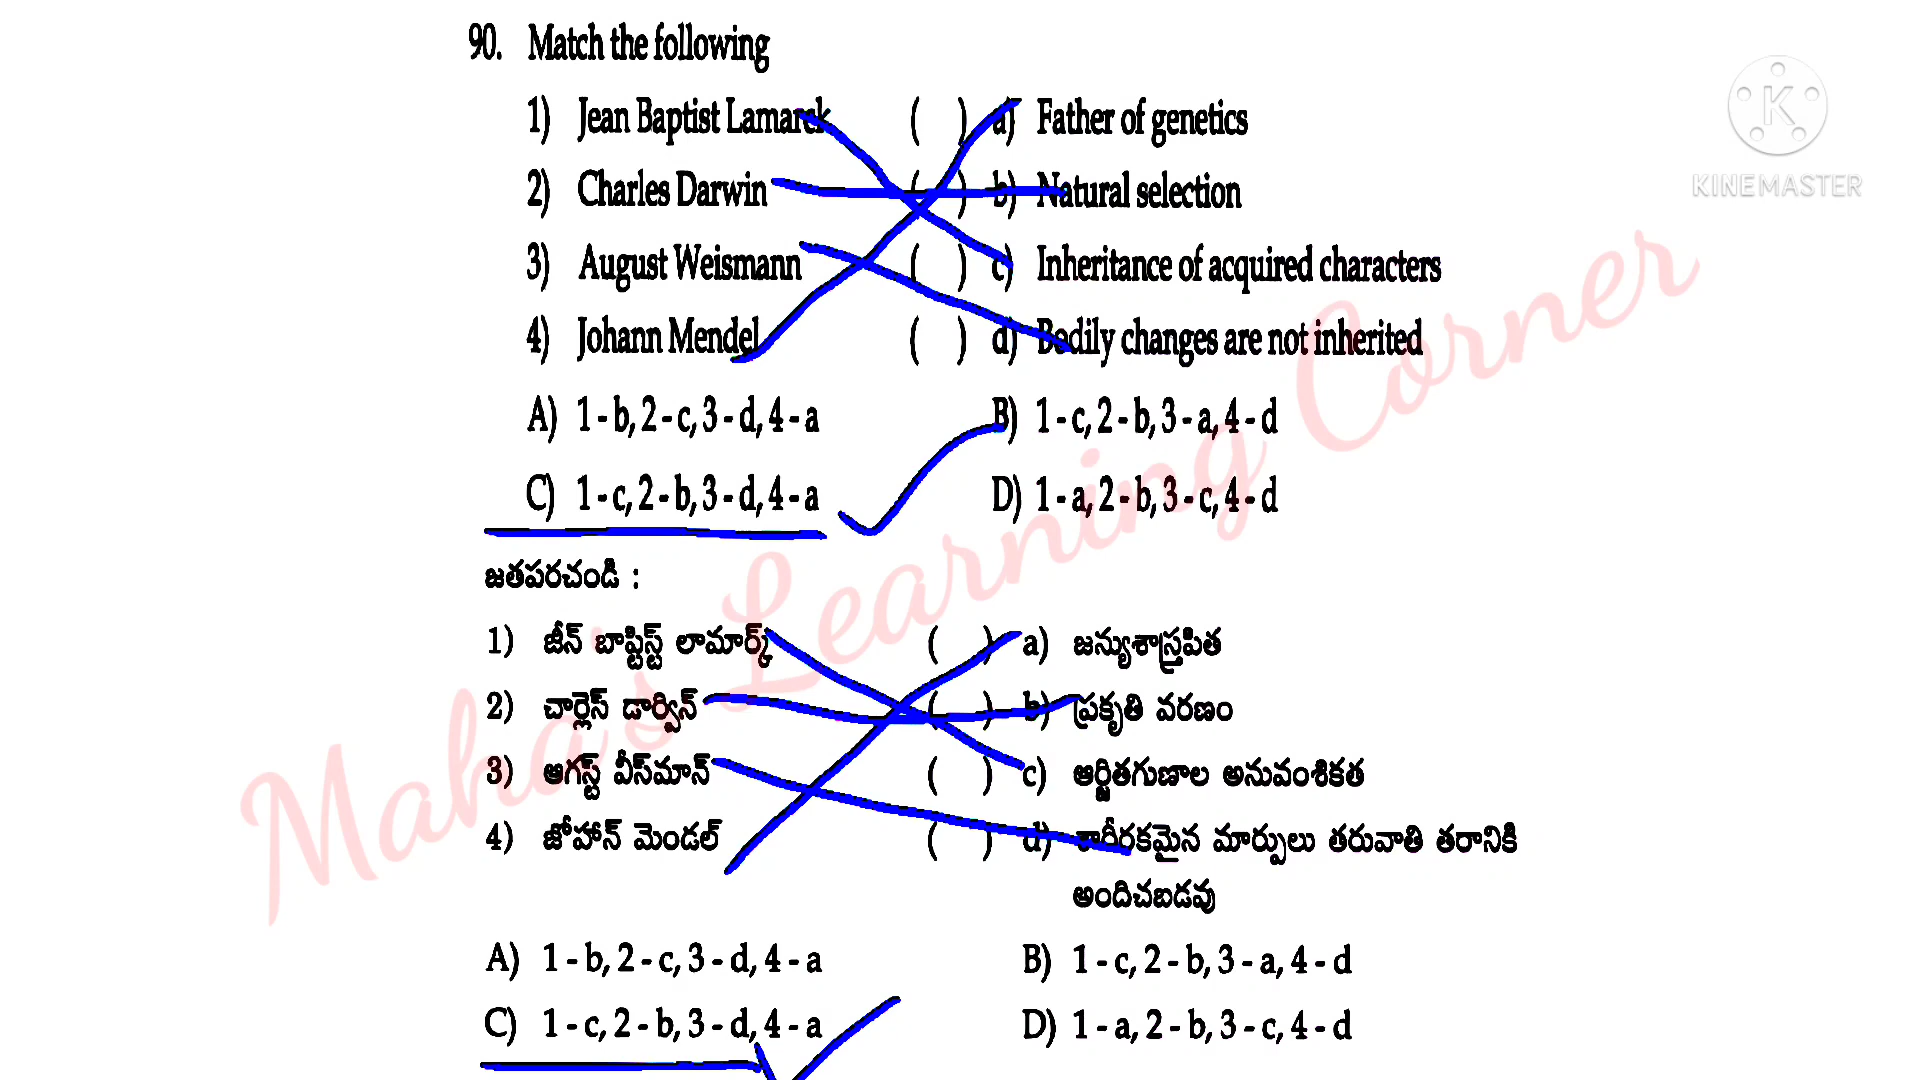 90. Match the following
1) Jean Baptist Lamarck ( ) a) Father of genetics
2) Charles Darwin ( ) b) Natural selection
3) August Weismann ( ) c) Inheritance of acquired characters
4) Johann Mendel ( ) d) Bodily changes are not inherited
A) 1 - b, 2 - c, 3 - d, 4 - a B) 1 - c, 2 - b, 3 - a, 4 - d
C) 1 - c, 2 - b, 3 - d, 4 - a D) 1 - a, 2 - b, 3 - c, 4 - d
జతపరచండి :
1) జీన్ బాప్టిస్ట్ లామార్క్ ( ) a) జన్యుశాస్త్రపిత
2) చార్లెస్ డార్విన్ ( ) b) ప్రకృతి వరణం
3) ఆగస్ట్ వీస్‌మాన్ ( ) c) ఆర్జితగుణాల అనువంశికత
4) జోహాన్ మెండల్ ( ) d) శారీరకమైన మార్పులు తరువాతి తరానికి
అందిచబడవు
A) 1 - b, 2 - c, 3 - d, 4 - a B) 1 - c, 2 - b, 3 - a, 4 - d
C) 1 - c, 2 - b, 3 - d, 4 - a D) 1 - a, 2 - b, 3 - c, 4 - d
Maha's Learning Corner
K
KINEMASTER